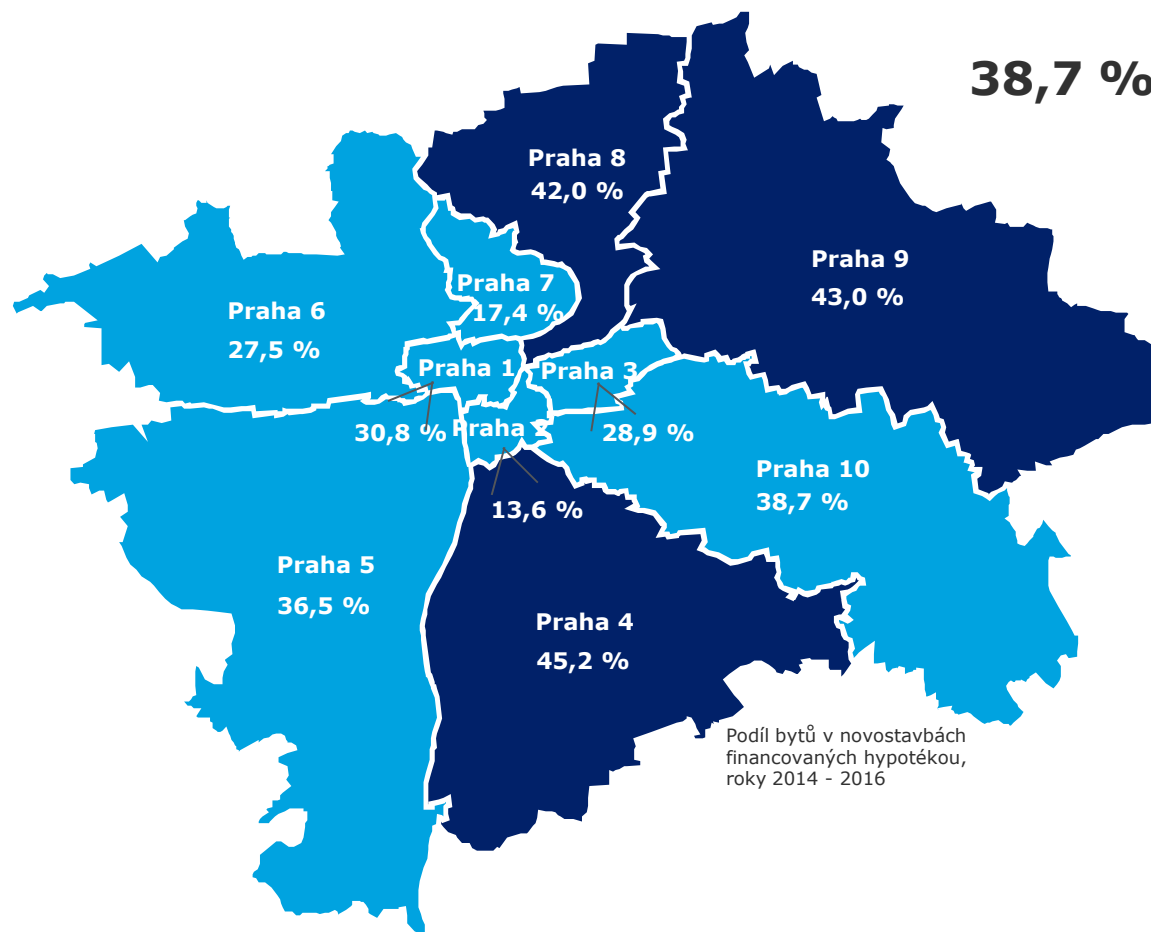 38,7 %
Praha 8
42,0 %
Praha 9
43,0 %
Praha 7
17,4 %
Praha 6
27,5 %
Praha 1
30,8 %
Praha 3
28,9 %
Praha 2
13,6 %
Praha 10
38,7 %
Praha 5
36,5 %
Praha 4
45,2 %
Podíl bytů v novostavbách
financovaných hypotékou,
roky 2014 - 2016